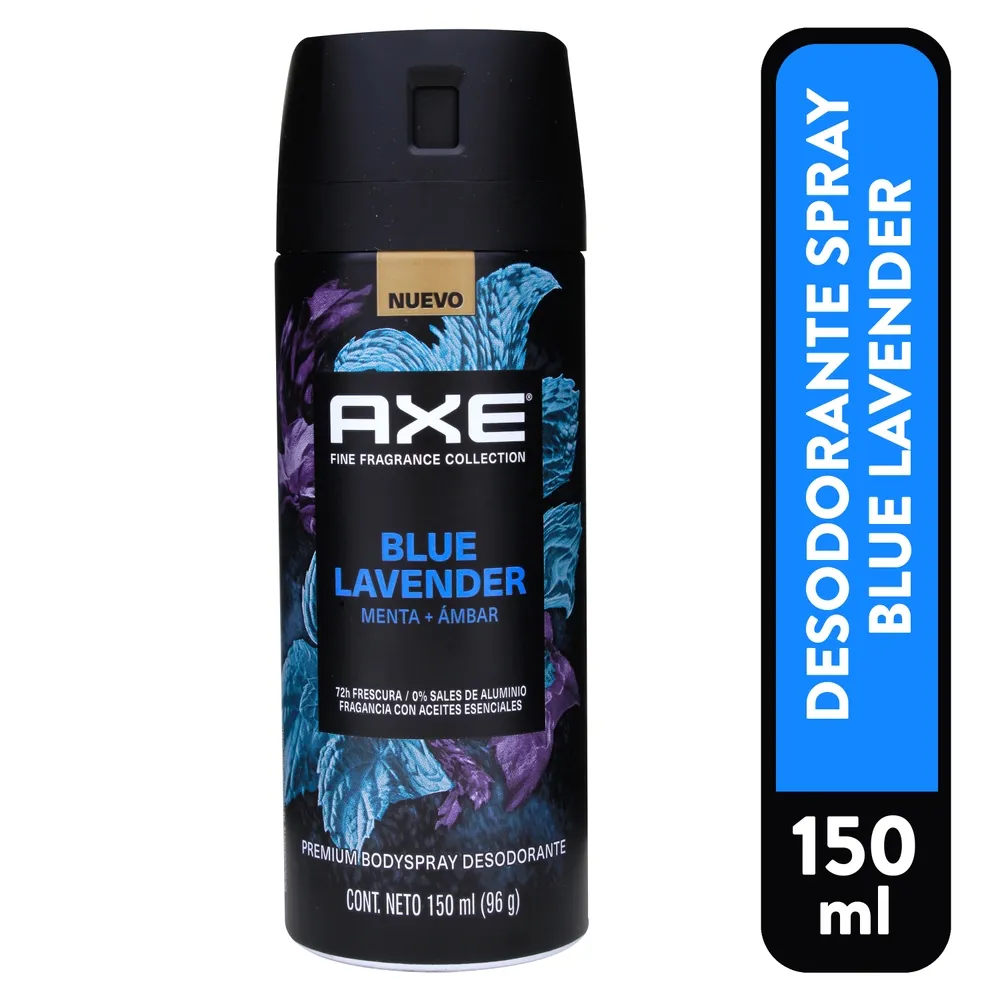 NUEVO
AXE®
FINE FRAGRANCE COLLECTION
BLUE
LAVENDER
MENTA + ÁMBAR
72h FRESCURA / 0% SALES DE ALUMINIO
FRAGANCIA CON ACEITES ESENCIALES
PREMIUM BODYSPRAY DESODORANTE
CONT. NETO 150 ml (96 g)
DESODORANTE SPRAY
BLUE LAVENDER
150
ml